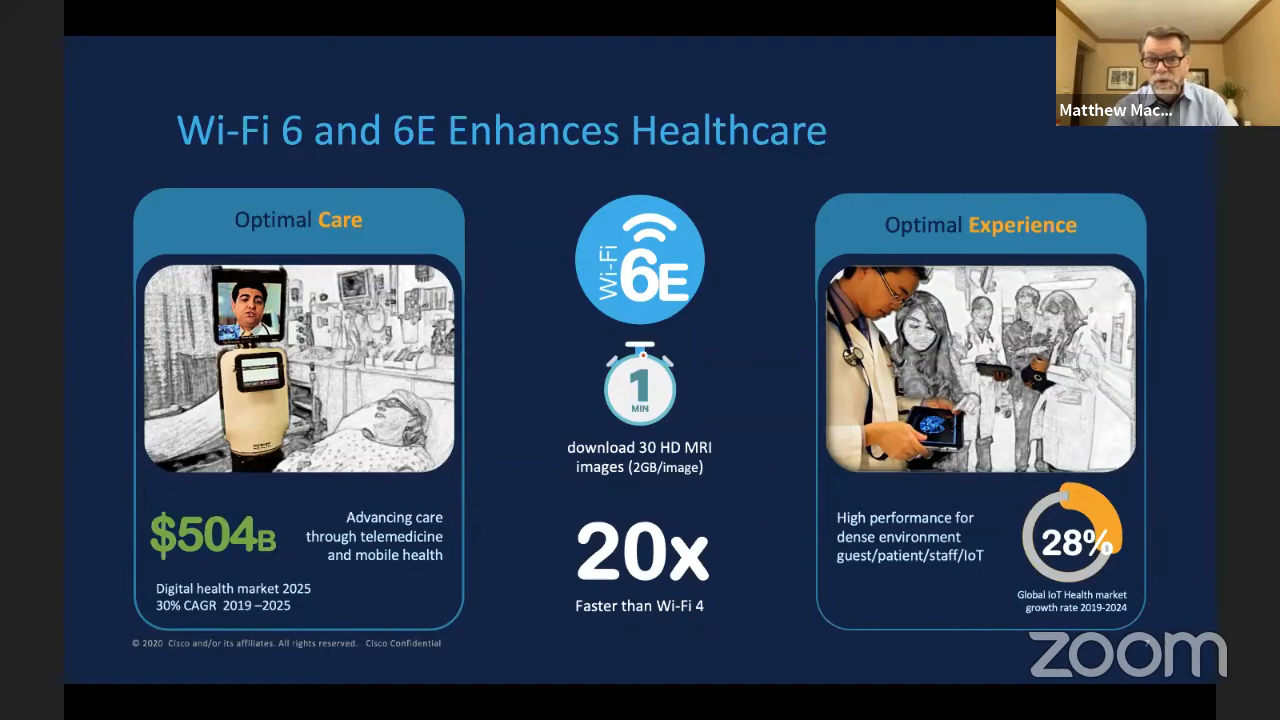 Matthew Mac...
Wi-Fi 6 and 6E Enhances Healthcare
Optimal Care
$504B
Advancing care
through telemedicine
and mobile health
Digital health market 2025
30% CAGR 2019 –2025
Wi-Fi
6E
1
MIN
download 30 HD MRI
images (2GB/image)
20x
Faster than Wi-Fi 4
Optimal Experience
High performance for
dense environment
guest/patient/staff/IoT
28%
Global IoT Health market
growth rate 2019-2024
© 2020 Cisco and/or its affiliates. All rights reserved. Cisco Confidential
zoom